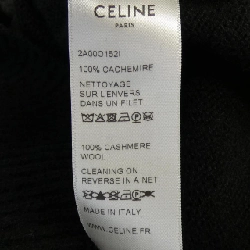 CELINE
PARIS
100% CACHEMIRE
NETTOYAGE
SUR L'ENVERS
DANS UN FILET
100% CASHMERE
WOOL
CLEANING ON
REVERSE IN A NET
MADE IN ITALY
WWW.CELINE.FR